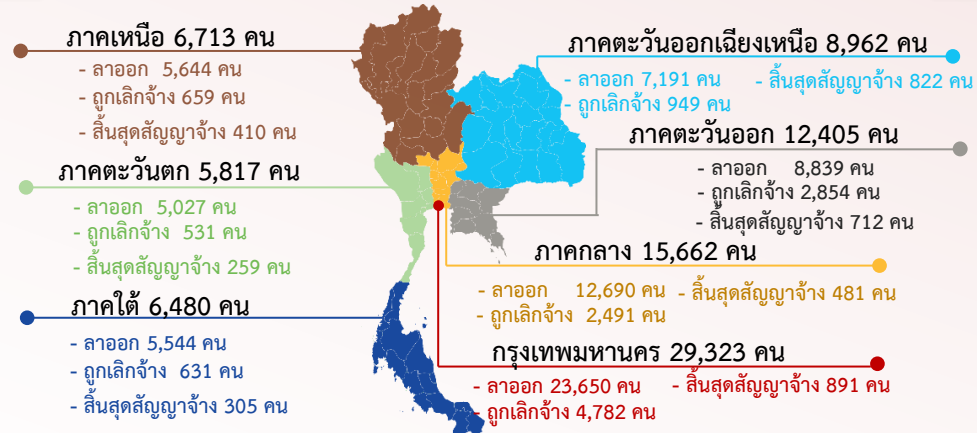 ภาคเหนือ 6,713 คน
- ลาออก 5,644 คน
- ถูกเลิกจ้าง 659 คน
- สิ้นสุดสัญญาจ้าง 410 คน
ภาคตะวันออกเฉียงเหนือ 8,962 คน
- ลาออก 7,191 คน - สิ้นสุดสัญญาจ้าง 822 คน
- ถูกเลิกจ้าง 949 คน
ภาคตะวันตก 5,817 คน
- ลาออก 5,027 คน
- ถูกเลิกจ้าง 531 คน
- สิ้นสุดสัญญาจ้าง 259 คน
ภาคตะวันออก 12,405 คน
- ลาออก 8,839 คน
- ถูกเลิกจ้าง 2,854 คน
- สิ้นสุดสัญญาจ้าง 712 คน
ภาคกลาง 15,662 คน
- ลาออก 12,690 คน - สิ้นสุดสัญญาจ้าง 481 คน
- ถูกเลิกจ้าง 2,491 คน
ภาคใต้ 6,480 คน
- ลาออก 5,544 คน
- ถูกเลิกจ้าง 631 คน
- สิ้นสุดสัญญาจ้าง 305 คน
กรุงเทพมหานคร 29,323 คน
- ลาออก 23,650 คน - สิ้นสุดสัญญาจ้าง 891 คน
- ถูกเลิกจ้าง 4,782 คน